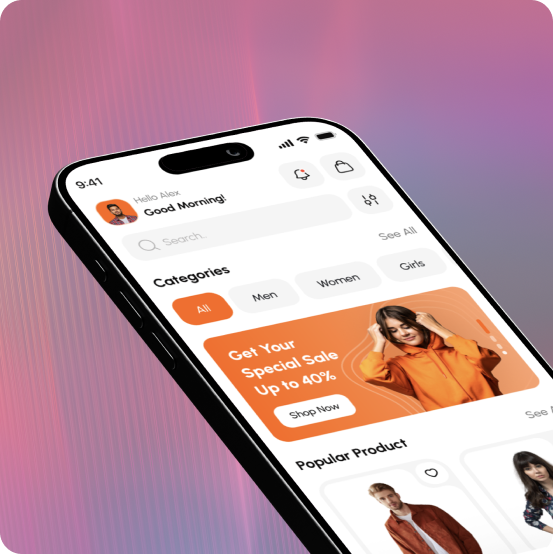 9:41
Hello Alex
Good Morning!
Search..
Categories
See All
All
Men
Women
Girls
Get Your
Special Sale
Up to 40%
Shop Now
Popular Product
See A